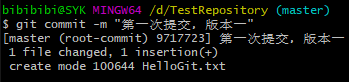 bibibibi@SYK MINGW64 /d/TestRepository (master)
$ git commit -m "第一次提交，版本一"
[master (root-commit) 9717723] 第一次提交，版本一
 1 file changed, 1 insertion(+)
 create mode 100644 HelloGit.txt